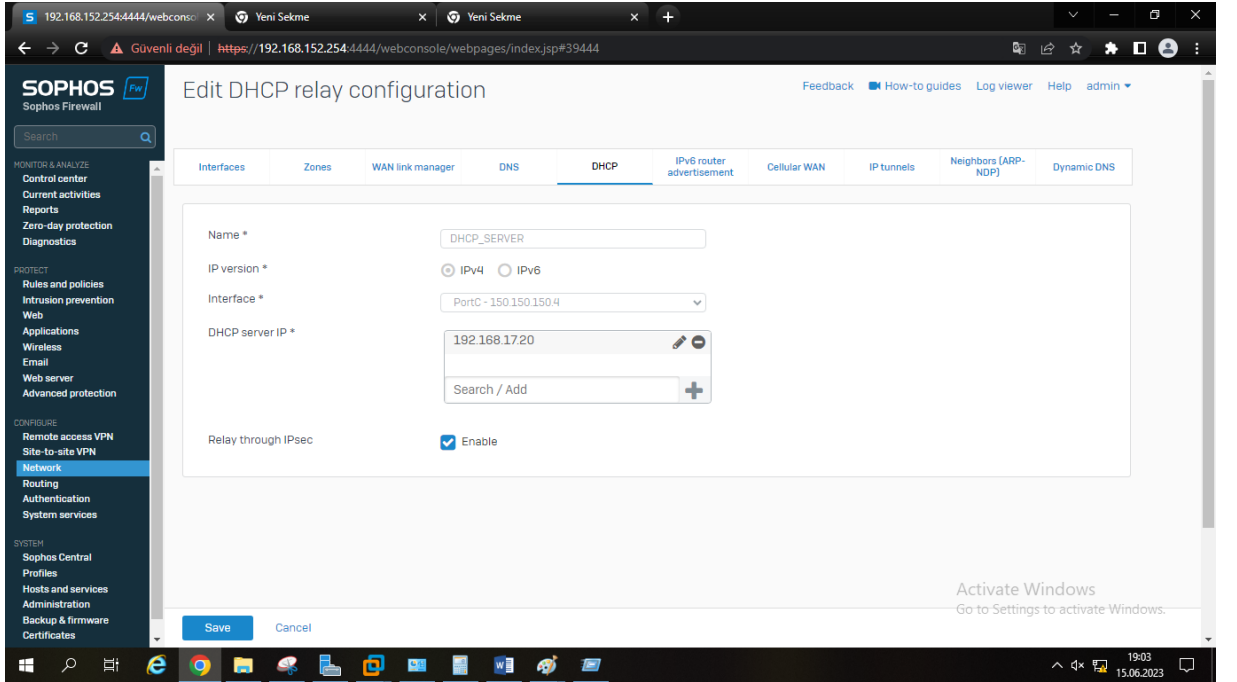 192.168.152.254:4444/webconsol
Yeni Sekme
Yeni Sekme
Güvenli değil | https://192.168.152.254:4444/webconsole/webpages/index.jsp#39444
SOPHOS Fw
Sophos Firewall
Search
MONITOR & ANALYZE
Control center
Current activities
Reports
Zero-day protection
Diagnostics
PROTECT
Rules and policies
Intrusion prevention
Web
Applications
Wireless
Email
Web server
Advanced protection
CONFIGURE
Remote access VPN
Site-to-site VPN
Network
Routing
Authentication
System services
SYSTEM
Sophos Central
Profiles
Hosts and services
Administration
Backup & firmware
Certificates
Edit DHCP relay configuration
Feedback How-to guides Log viewer Help admin
Interfaces Zones WAN link manager DNS DHCP IPv6 router advertisement Cellular WAN IP tunnels Neighbors (ARP-NDP) Dynamic DNS
Name * DHCP_SERVER
IP version * IPv4 IPv6
Interface * PortC - 150.150.150.4
DHCP server IP * 192.168.17.20
Search / Add
Relay through IPsec Enable
Activate Windows
Go to Settings to activate Windows.
Save Cancel
19:03
15.06.2023